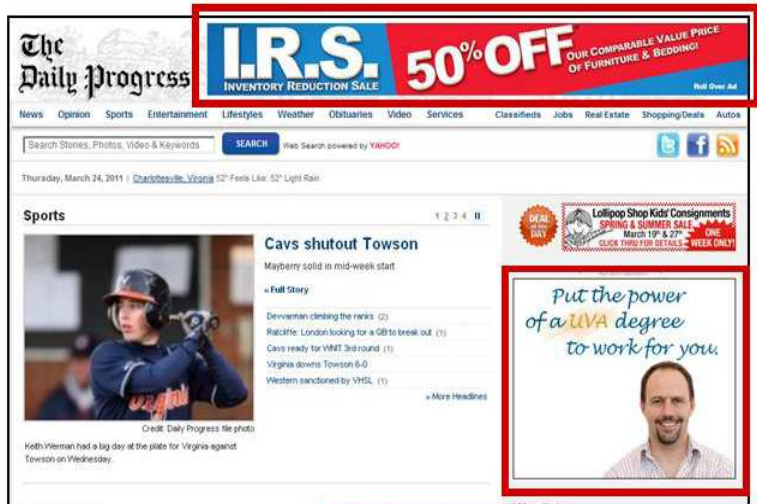 The
Daily Progress
I.R.S.
INVENTORY REDUCTION SALE
50% OFF
OUR COMPARABLE VALUE PRICE
OF FURNITURE & BEDDING!
Roll Over Ad
News Opinion Sports Entertainment Lifestyles Weather Obituaries Video Services Classifieds Jobs Real Estate Shopping/Deals Autos
Search Stories, Photos, Video & Keywords SEARCH Web Search powered by YAHOO!
Thursday, March 24, 2011 | Charlottesville, Virginia 52° Feels Like: 52° Light Rain
Sports 1 2 3 4
Cavs shutout Towson
Mayberry solid in mid-week start
» Full Story
Devvarman climbing the ranks (2)
Ratcliffe: London looking for a QB to break out (1)
Cavs ready for WNIT 3rd round (1)
Virginia downs Towson 6-0
Western sanctioned by VHSL (1)
» More Headlines
Virginia
Credit: Daily Progress file photo
Keith Werman had a big day at the plate for Virginia against
Towson on Wednesday.
DEAL
of the
DAY
Lollipop Shop Kids' Consignments
SPRING & SUMMER SALE
March 19th & 27th
CLICK THRU FOR DETAILS
ONE
WEEK ONLY!
Put the power
of a UVA degree
to work for you.